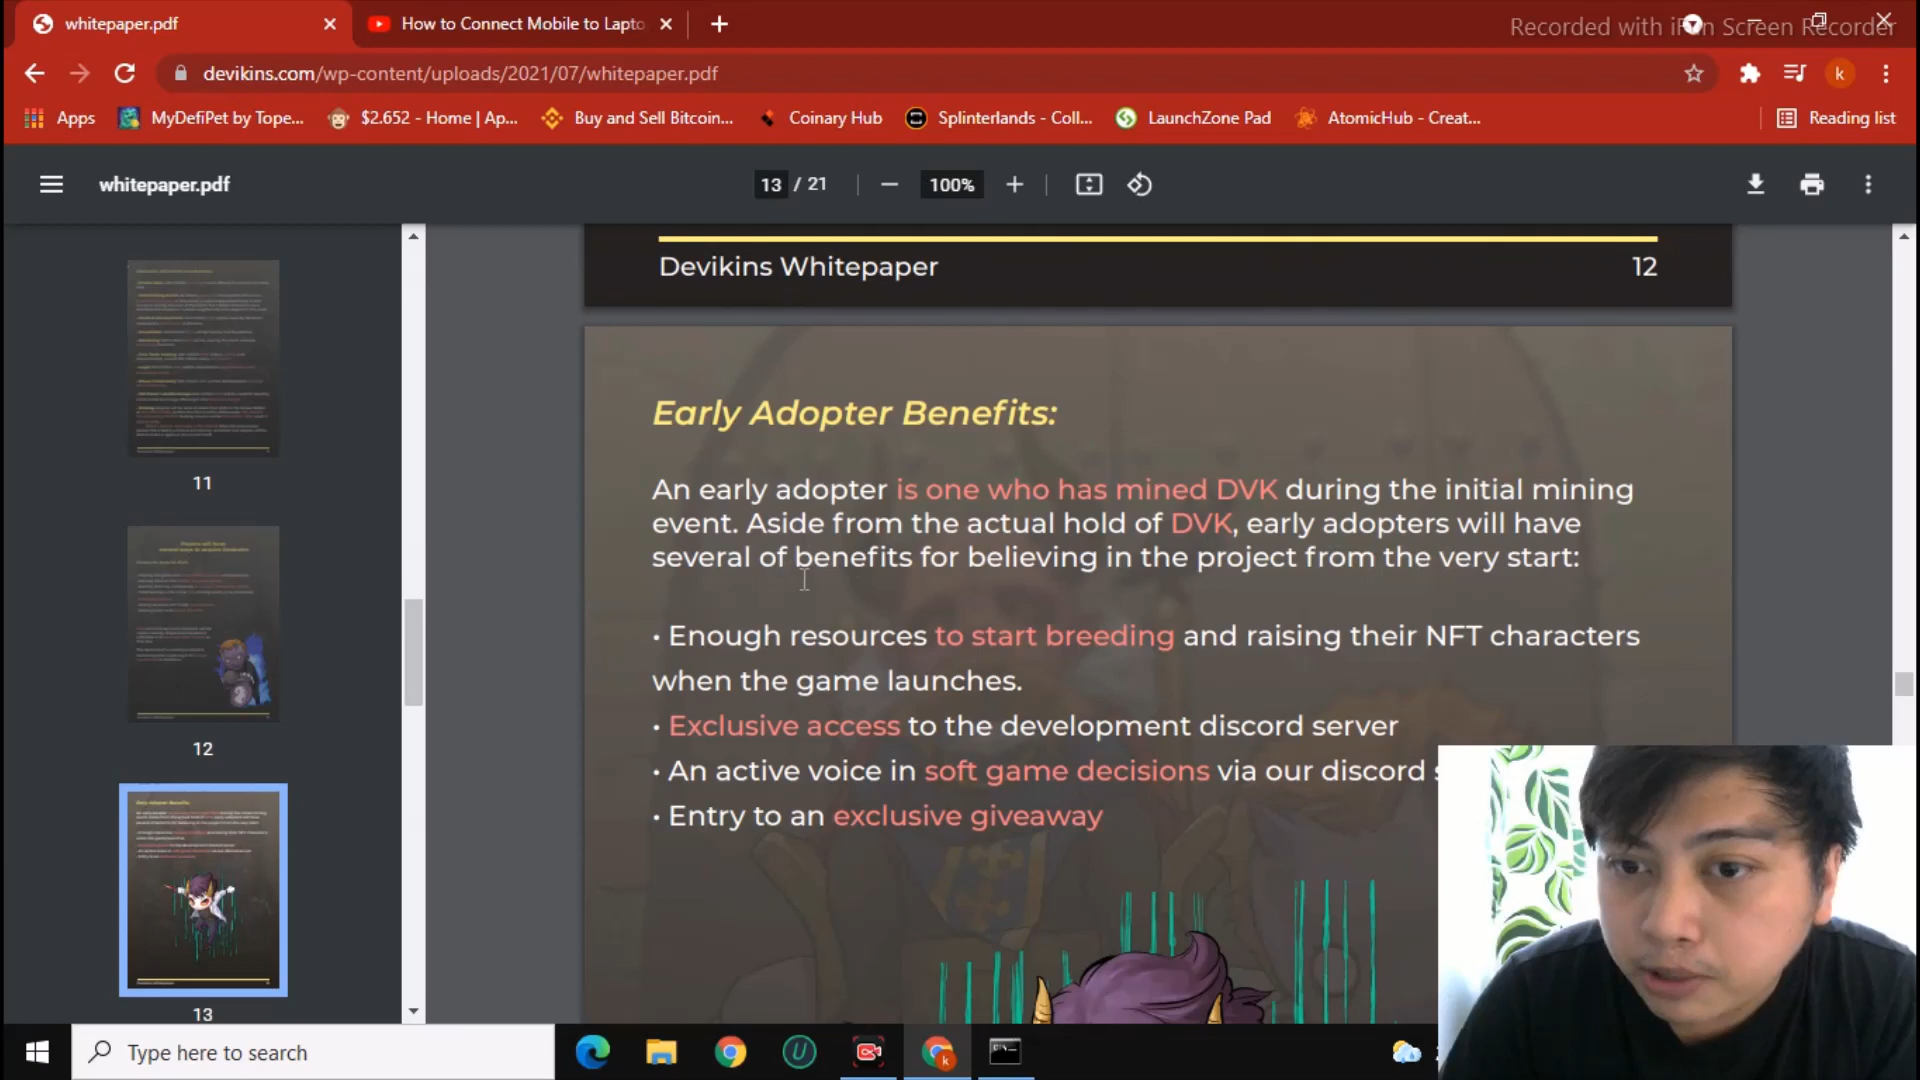 whitepaper.pdf
How to Connect Mobile to Lapto
Recorded with iFun Screen Recorder
devikins.com/wp-content/uploads/2021/07/whitepaper.pdf
k
Apps
MyDefiPet by Tope...
$2.652 - Home | Ap...
Buy and Sell Bitcoin...
Coinary Hub
Splinterlands - Coll...
LaunchZone Pad
AtomicHub - Creat...
Reading list
whitepaper.pdf
13 / 21
100%
Devikins Whitepaper 12
Early Adopter Benefits:
An early adopter is one who has mined DVK during the initial mining
event. Aside from the actual hold of DVK, early adopters will have
several of benefits for believing in the project from the very start:
• Enough resources to start breeding and raising their NFT characters
when the game launches.
• Exclusive access to the development discord server
• An active voice in soft game decisions via our discord
• Entry to an exclusive giveaway
11
12
13
Type here to search